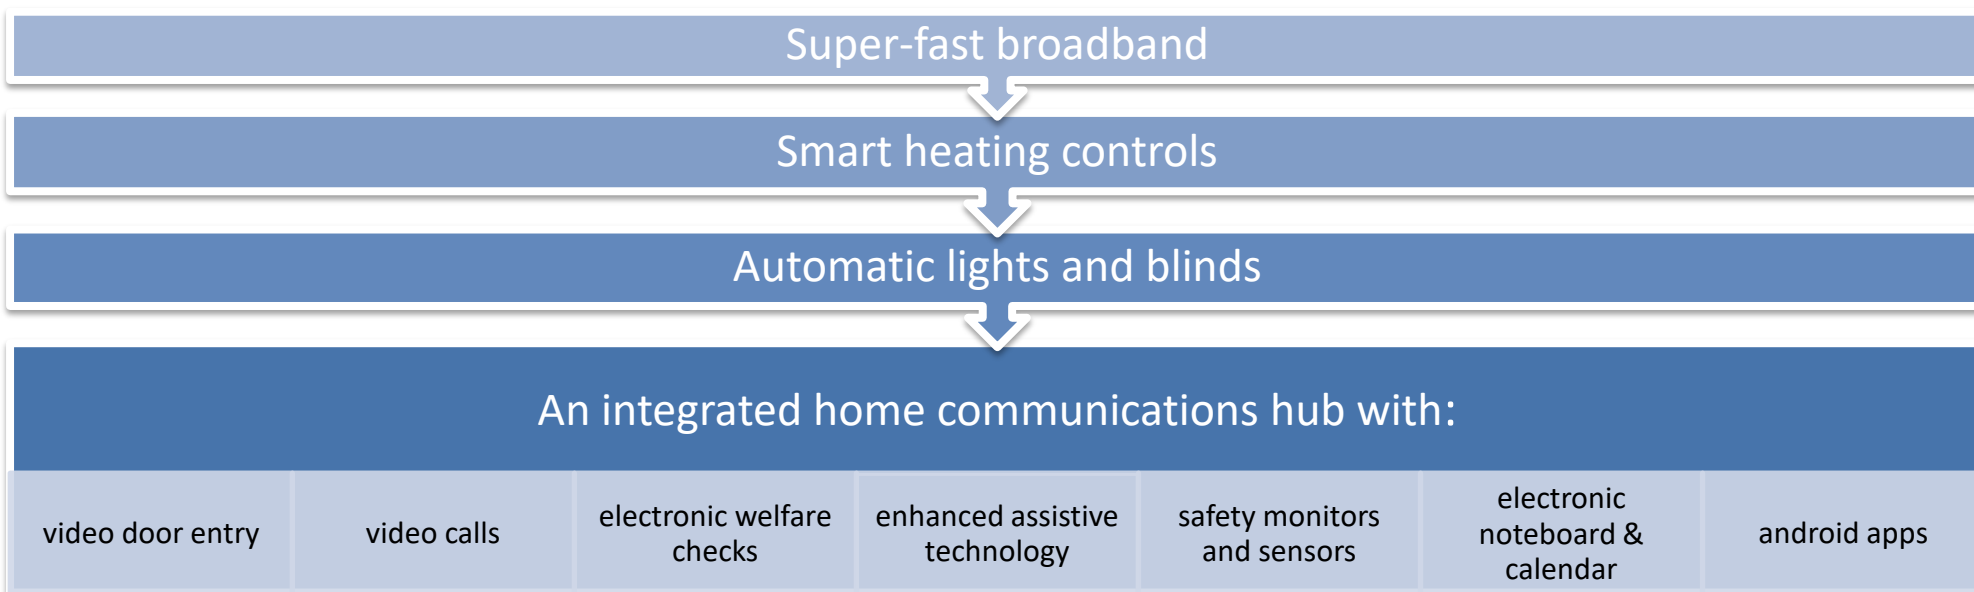 Super-fast broadband
Smart heating controls
Automatic lights and blinds
An integrated home communications hub with:
video door entry
video calls
electronic welfare
checks
enhanced assistive
technology
safety monitors
and sensors
electronic
noteboard &
calendar
android apps